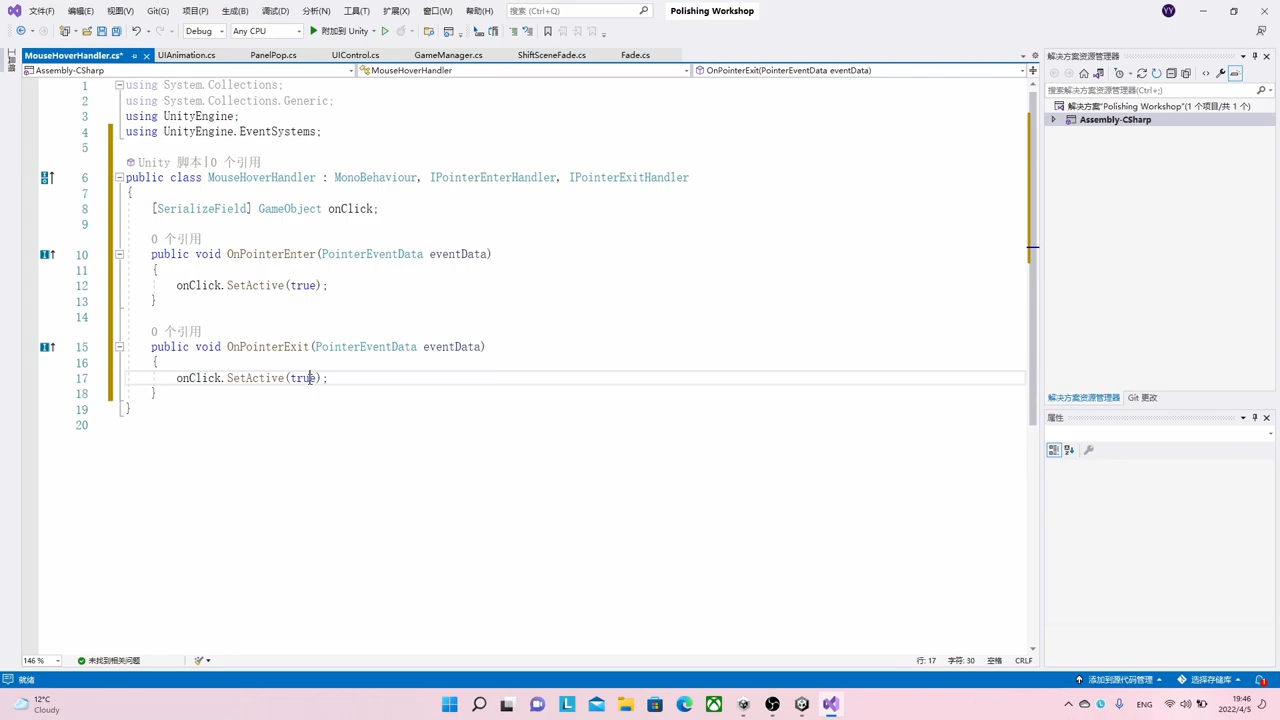 文件(F) 编辑(E) 视图(V) Git(G) 项目(P) 生成(B) 调试(D) 分析(N) 工具(T) 扩展(X) 窗口(W) 帮助(H) 搜索 (Ctrl+Q) Polishing Workshop YY
Debug Any CPU 附加到 Unity
MouseHoverHandler.cs* UIAnimation.cs PanelPop.cs UIControl.cs GameManager.cs ShiftSceneFade.cs Fade.cs
Assembly-CSharp MouseHoverHandler OnPointerExit(PointerEventData eventData)
1 using System.Collections;
2 using System.Collections.Generic;
3 using UnityEngine;
4 using UnityEngine.EventSystems;
5
Unity 脚本|0 个引用
6 public class MouseHoverHandler : MonoBehaviour, IPointerEnterHandler, IPointerExitHandler
7 {
8 [SerializeField] GameObject onClick;
9
0 个引用
10 public void OnPointerEnter(PointerEventData eventData)
11 {
12 onClick.SetActive(true);
13 }
14
0 个引用
15 public void OnPointerExit(PointerEventData eventData)
16 {
17 onClick.SetActive(true);
18 }
19 }
20
解决方案资源管理器
搜索解决方案资源管理器(Ctrl+;)
解决方案"Polishing Workshop"(1 个项目/共 1 个)
Assembly-CSharp
解决方案资源管理器 Git 更改
属性
146 % 未找到相关问题 行: 17 字符: 30 空格 CRLF
就绪 添加到源代码管理 选择存储库
12°C
Cloudy
ENG
19:46
2022/4/5